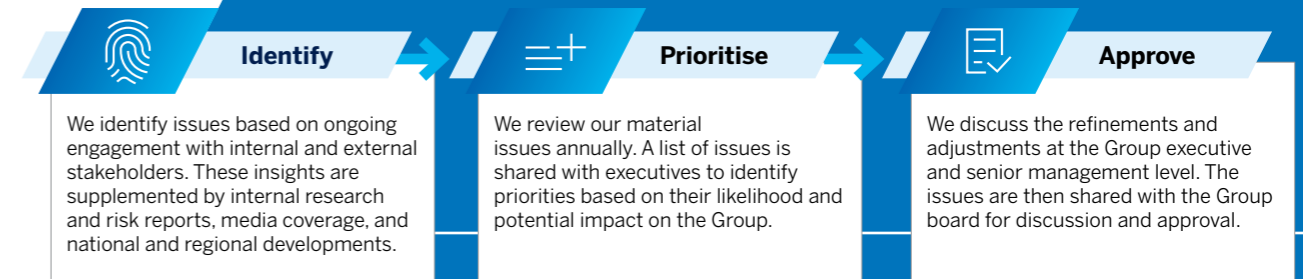 Identify
We identify issues based on ongoing
engagement with internal and external
stakeholders. These insights are
supplemented by internal research
and risk reports, media coverage, and
national and regional developments.
Prioritise
We review our material
issues annually. A list of issues is
shared with executives to identify
priorities based on their likelihood and
potential impact on the Group.
Approve
We discuss the refinements and
adjustments at the Group executive
and senior management level. The
issues are then shared with the Group
board for discussion and approval.